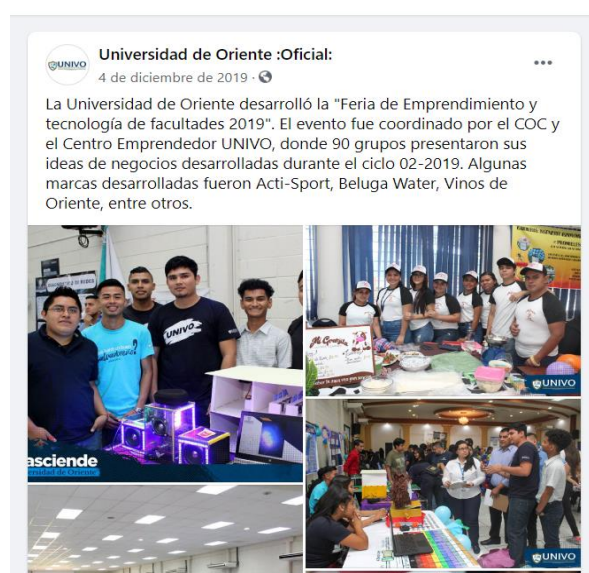 UNIVO
Universidad de Oriente :Oficial:
4 de diciembre de 2019 ·
La Universidad de Oriente desarrolló la "Feria de Emprendimiento y
tecnología de facultades 2019". El evento fue coordinado por el COC y
el Centro Emprendedor UNIVO, donde 90 grupos presentaron sus
ideas de negocios desarrolladas durante el ciclo 02-2019. Algunas
marcas desarrolladas fueron Acti-Sport, Beluga Water, Vinos de
Oriente, entre otros.
UNIVO
asciende
UNIVO
UNIVO